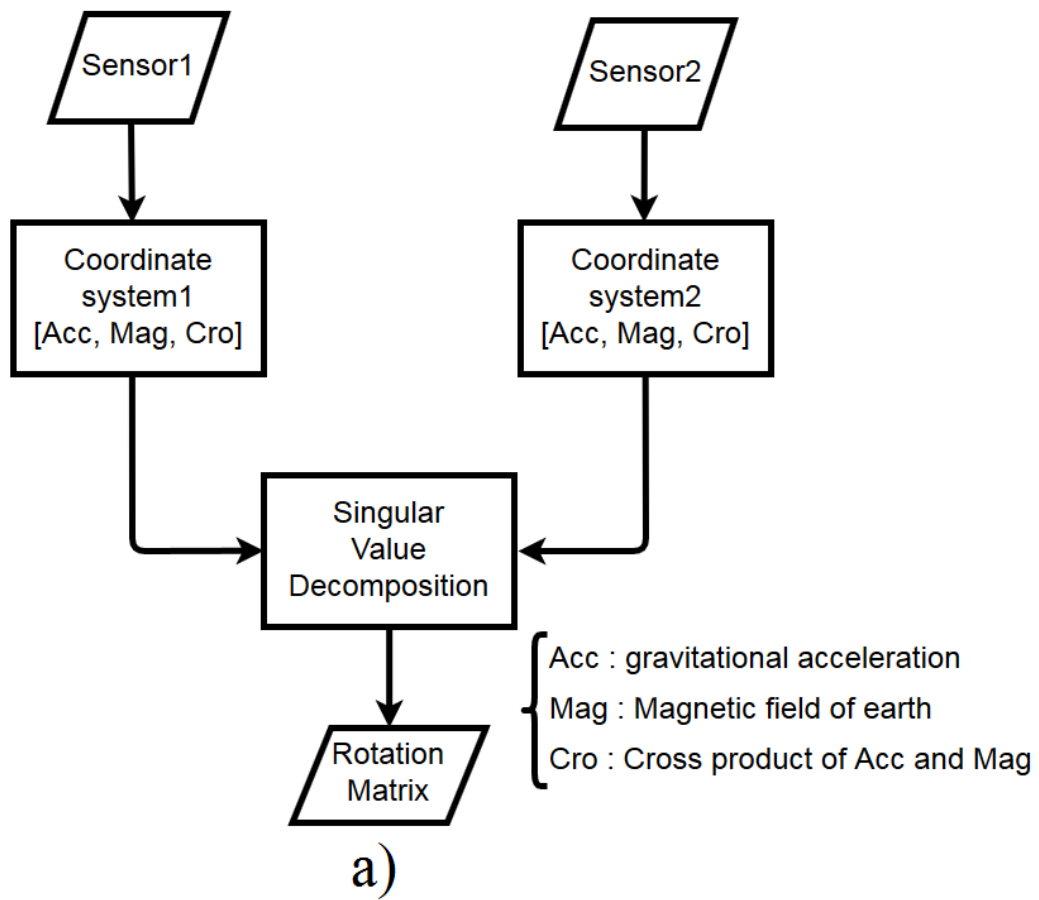 Sensor1
Sensor2
Coordinate
system1
[Acc, Mag, Cro]
Coordinate
system2
[Acc, Mag, Cro]
Singular
Value
Decomposition
Acc : gravitational acceleration
Mag : Magnetic field of earth
Cro : Cross product of Acc and Mag
Rotation
Matrix
a)